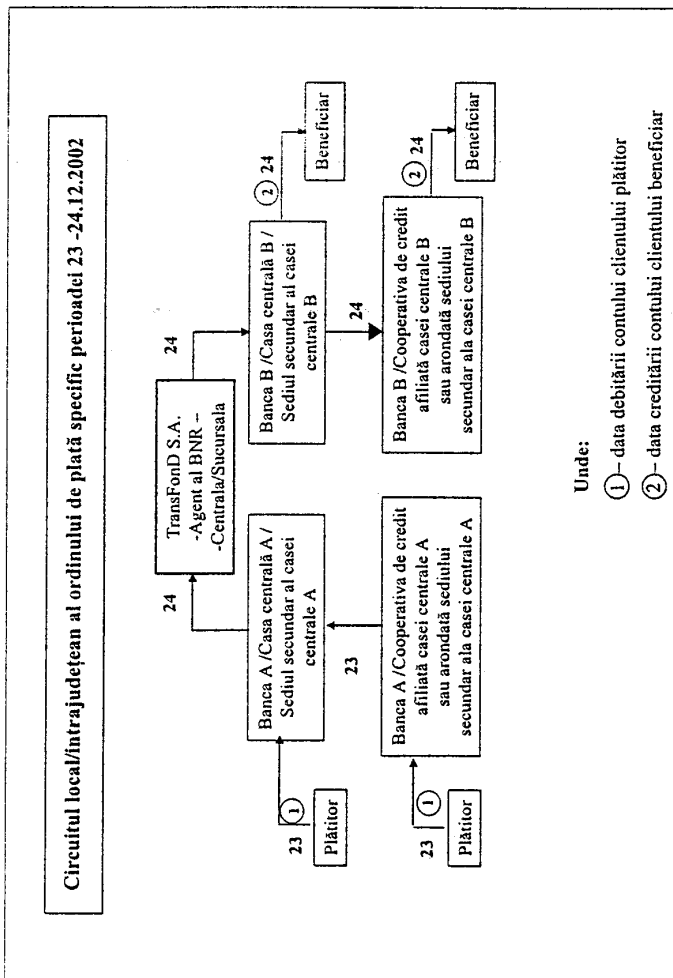 Circuitul local/intrajudeţean al ordinului de plată specific perioadei 23 -24.12.2002
TransFonD S.A.
-Agent al BNR –
-Centrala/Sucursala
24
24
Banca A /Casa centrală A /
Sediul secundar al casei
centrale A
Banca B /Casa centrală B /
Sediul secundar al casei
centrale B
23
1
Plătitor
2
24
Beneficiar
23
24
Banca A /Cooperativa de credit
afiliată casei centrale A
sau arondată sediului
secundar ala casei centrale A
Banca B /Cooperativa de credit
afiliată casei centrale B
sau arondată sediului
secundar ala casei centrale B
23
1
Plătitor
2
24
Beneficiar
Unde:
1 – data debitării contului clientului plătitor
2 – data creditării contului clientului beneficiar